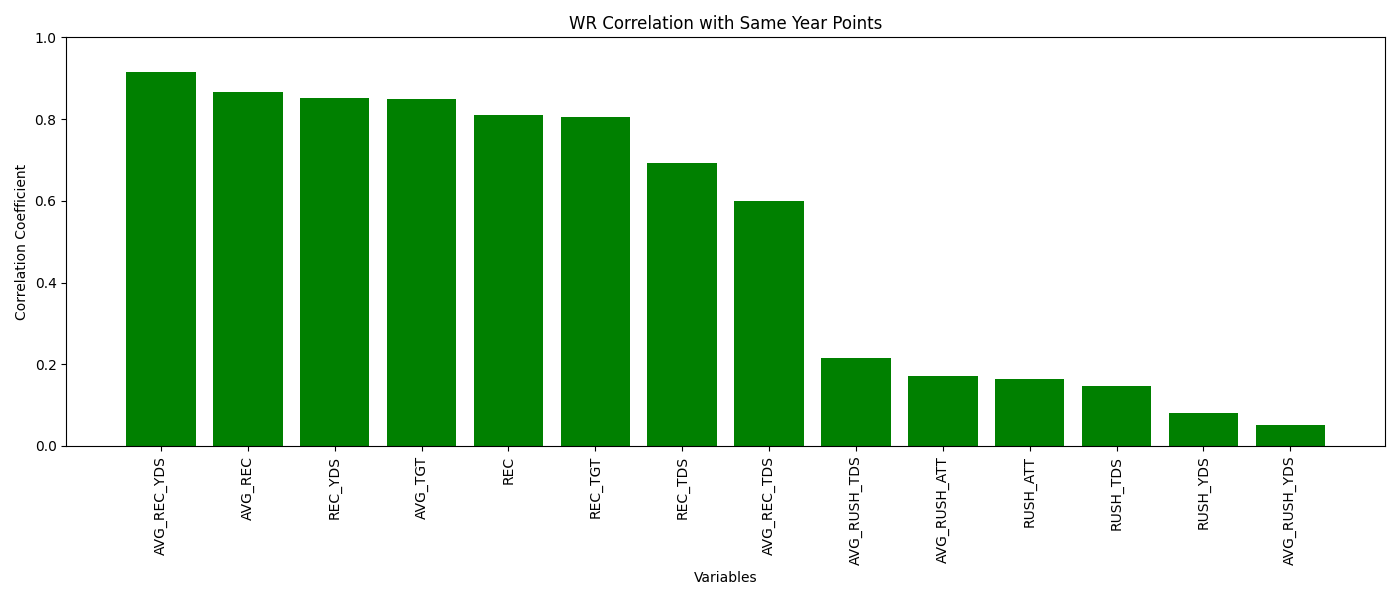 WR Correlation with Same Year Points
Correlation Coefficient
1.0
0.8
0.6
0.4
0.2
0.0
AVG_REC_YDS
AVG_REC
REC_YDS
AVG_TGT
REC
REC_TGT
REC_TDS
AVG_REC_TDS
AVG_RUSH_TDS
AVG_RUSH_ATT
RUSH_ATT
RUSH_TDS
RUSH_YDS
AVG_RUSH_YDS
Variables